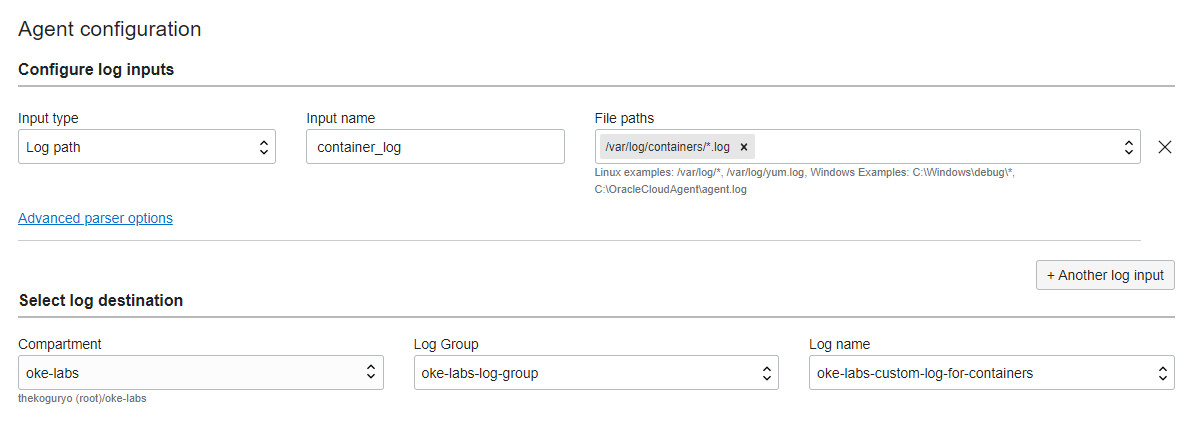 Agent configuration
Configure log inputs
Input type
Input name
File paths
Log path
container_log
/var/log/containers/*.log ×
Linux examples: /var/log/*, /var/log/yum.log, Windows Examples: C:\Windows\debug\*,
C:\OracleCloudAgent\agent.log
Advanced parser options
+ Another log input
Select log destination
Compartment
Log Group
Log name
oke-labs
oke-labs-log-group
oke-labs-custom-log-for-containers
thekoguryo (root)/oke-labs